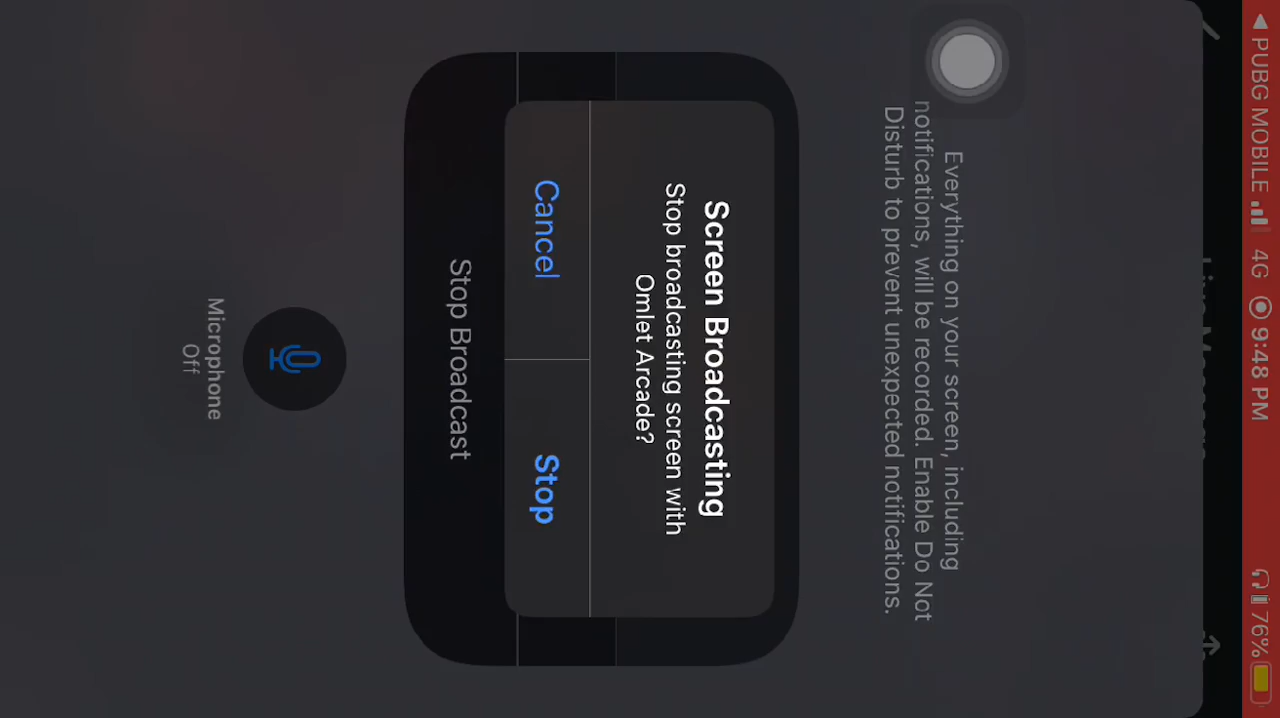 PUBG MOBILE 4G 9:48 PM 76%
Everything on your screen, including
notifications, will be recorded. Enable Do Not
Disturb to prevent unexpected notifications.
Screen Broadcasting
Stop broadcasting screen with
Omlet Arcade?
Cancel Stop
Stop Broadcast
Microphone
Off